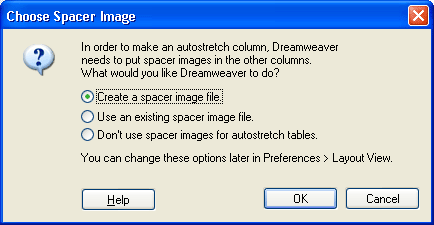 Choose Spacer Image
In order to make an autostretch column, Dreamweaver
needs to put spacer images in the other columns.
What would you like Dreamweaver to do?
Create a spacer image file.
Use an existing spacer image file.
Don't use spacer images for autostretch tables.
You can change these options later in Preferences > Layout View.
Help OK Cancel